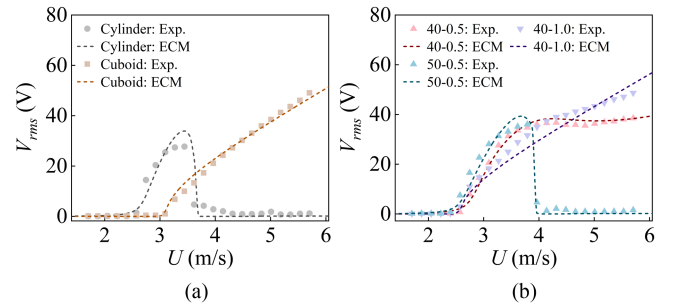 80
60
40
20
0
V_rms (V)
Cylinder: Exp.
Cylinder: ECM
Cuboid: Exp.
Cuboid: ECM
2 3 4 5 6
U (m/s)
(a)
80
60
40
20
0
V_rms (V)
40-0.5: Exp. 40-1.0: Exp.
40-0.5: ECM 40-1.0: ECM
50-0.5: Exp.
50-0.5: ECM
2 3 4 5 6
U (m/s)
(b)